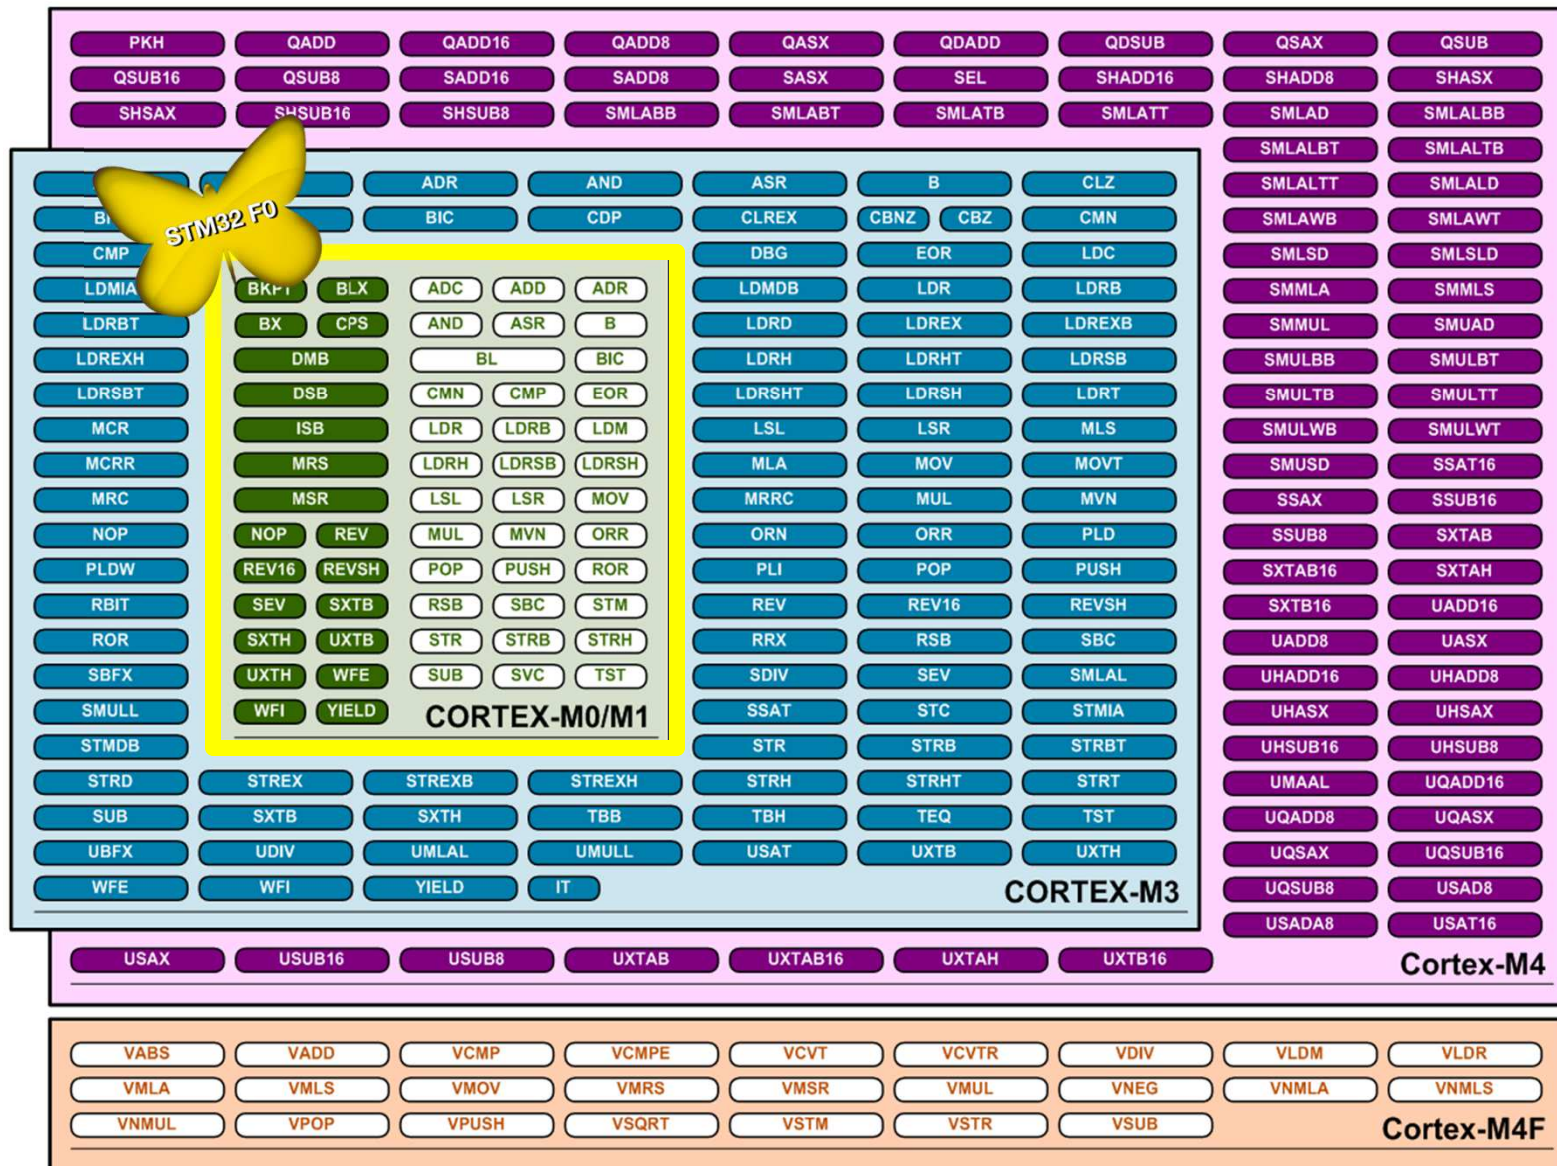 PKH QADD QADD16 QADD8 QASX QDADD QDSUB QSAX QSUB
QSUB16 QSUB8 SADD16 SADD8 SASX SEL SHADD16 SHADD8 SHASX
SHSAX SHSUB16 SHSUB8 SMLABB SMLABT SMLATB SMLATT SMLAD SMLALBB
SMLALBT SMLALTB
ADR AND ASR B CLZ SMLALTT SMLALD
STM32 F0
BIC CDP CLREX CBNZ CBZ CMN SMLAWB SMLAWT
CMP DBG EOR LDC SMLSD SMLSLD
LDMIA BKPT BLX ADC ADD ADR LDMDB LDR LDRB SMMLA SMMLS
LDRBT BX CPS AND ASR B LDRD LDREX LDREXB SMMUL SMUAD
LDREXH DMB BL BIC LDRH LDRHT LDRSB SMULBB SMULBT
LDRSBT DSB CMN CMP EOR LDRSHT LDRSH LDRT SMULTB SMULTT
MCR ISB LDR LDRB LDM LSL LSR MLS SMULWB SMULWT
MCRR MRS LDRH LDRSB LDRSH MLA MOV MOVT SMUSD SSAT16
MRC MSR LSL LSR MOV MRRC MUL MVN SSAX SSUB16
NOP NOP REV MUL MVN ORR ORN ORR PLD SSUB8 SXTAB
PLDW REV16 REVSH POP PUSH ROR PLI POP PUSH SXTAB16 SXTAH
RBIT SEV SXTB RSB SBC STM REV REV16 REVSH SXTB16 UADD16
ROR SXTH UXTB STR STRB STRH RRX RSB SBC UADD8 UASX
SBFX UXTH WFE SUB SVC TST SDIV SEV SMLAL UHADD16 UHADD8
SMULL WFI YIELD CORTEX-M0/M1 SSAT STC STMIA UHASX UHSAX
STMDB STR STRB STRBT UHSUB16 UHSUB8
STRD STREX STREXB STREXH STRH STRHT STRT UMAAL UQADD16
SUB SXTB SXTH TBB TBH TEQ TST UQADD8 UQASX
UBFX UDIV UMLAL UMULL USAT UXTB UXTH UQSAX UQSUB16
WFE WFI YIELD IT CORTEX-M3 UQSUB8 USAD8
USADA8 USAT16
USAX USUB16 USUB8 UXTAB UXTAB16 UXTAH UXTB16 Cortex-M4
VABS VADD VCMP VCMPE VCVT VCVTR VDIV VLDM VLDR
VMLA VMLS VMOV VMRS VMSR VMUL VNEG VNMLA VNMLS
VNMUL VPOP VPUSH VSQRT VSTM VSTR VSUB Cortex-M4F